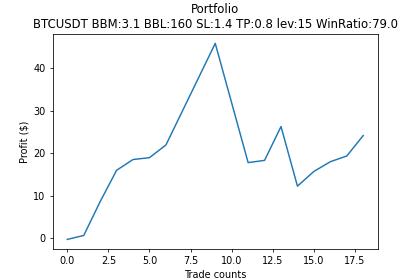 Portfolio
BTCUSDT BBM:3.1 BBL:160 SL:1.4 TP:0.8 lev:15 WinRatio:79.0
40
30
20
10
0
Profit ($)
0.0 2.5 5.0 7.5 10.0 12.5 15.0 17.5
Trade counts